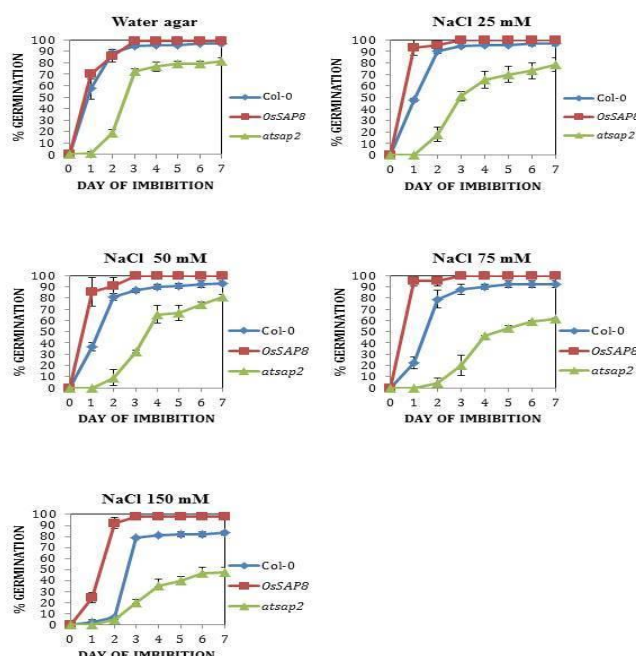 Water agar
% GERMINATION
100
90
80
70
60
50
40
30
20
10
0
0 1 2 3 4 5 6 7
DAY OF IMBIBITION
Col-0
OsSAP8
atsap2
NaCl 25 mM
% GERMINATION
100
90
80
70
60
50
40
30
20
10
0
0 1 2 3 4 5 6 7
DAY OF IMBIBITION
Col-0
OsSAP8
atsap2
NaCl 50 mM
% GERMINATION
100
90
80
70
60
50
40
30
20
10
0
0 1 2 3 4 5 6 7
DAY OF IMBIBITION
Col-0
OsSAP8
atsap2
NaCl 75 mM
% GERMINATION
100
90
80
70
60
50
40
30
20
10
0
0 1 2 3 4 5 6 7
DAY OF IMBIBITION
Col-0
OsSAP8
atsap2
NaCl 150 mM
% GERMINATION
100
90
80
70
60
50
40
30
20
10
0
0 1 2 3 4 5 6 7
DAY OF IMBIBITION
Col-0
OsSAP8
atsap2